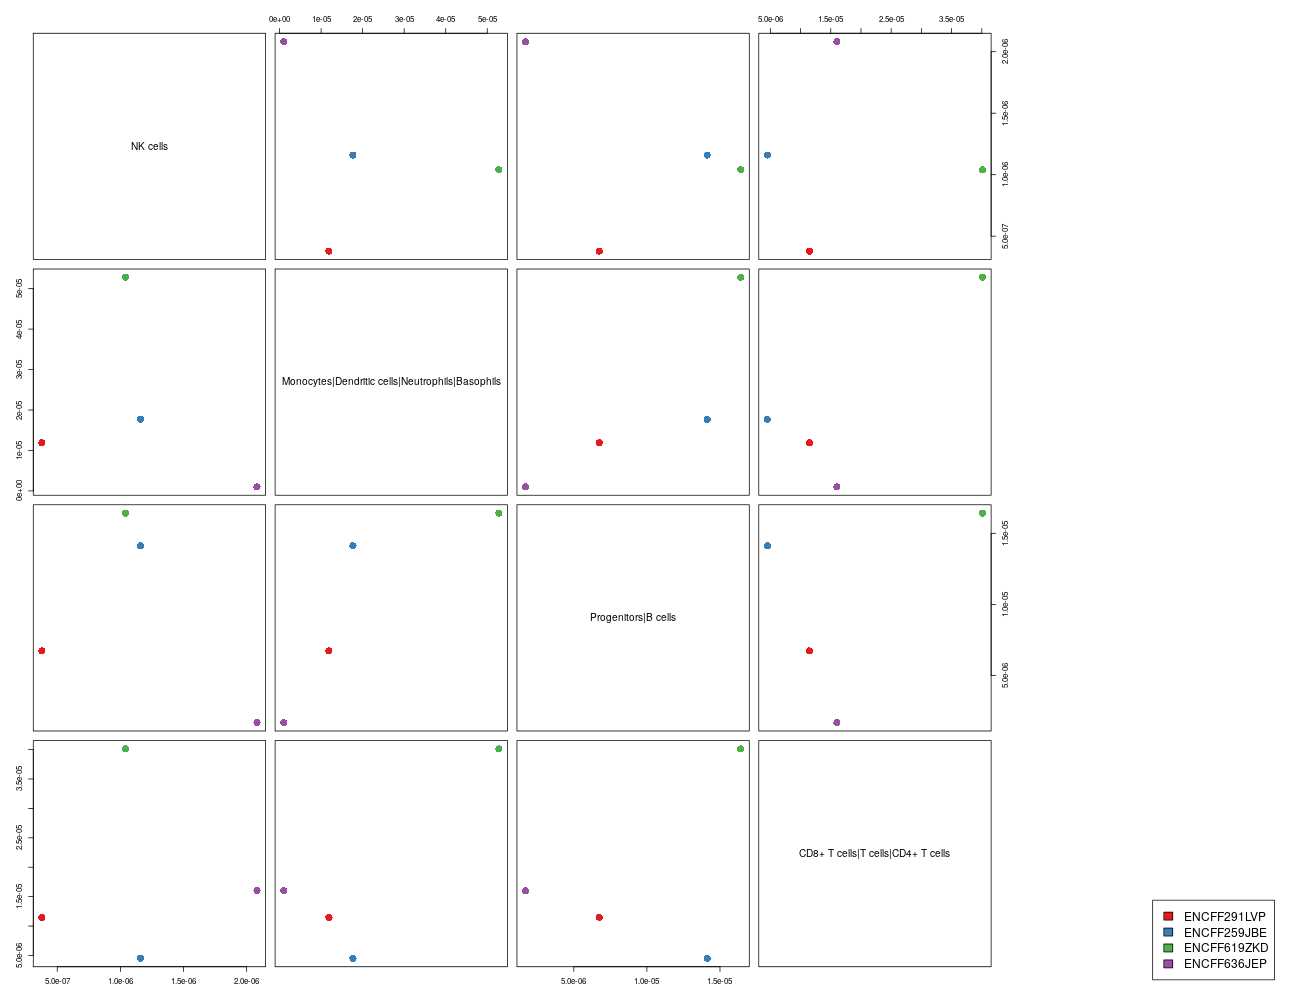 0e+00 1e-05 2e-05 3e-05 4e-05 5e-05
5.0e-06 1.5e-05 2.5e-05 3.5e-05
NK cells
5.0e-07 1.0e-06 1.5e-06 2.0e-06
0e+00 1e-05 2e-05 3e-05 4e-05 5e-05
Monocytes|Dendritic cells|Neutrophils|Basophils
Progenitors|B cells
5.0e-06 1.0e-05 1.5e-05
5.0e-06 1.5e-05 2.5e-05 3.5e-05
CD8+ T cells|T cells|CD4+ T cells
5.0e-07 1.0e-06 1.5e-06 2.0e-06
5.0e-06 1.0e-05 1.5e-05
ENCFF291LVP
ENCFF259JBE
ENCFF619ZKD
ENCFF636JEP